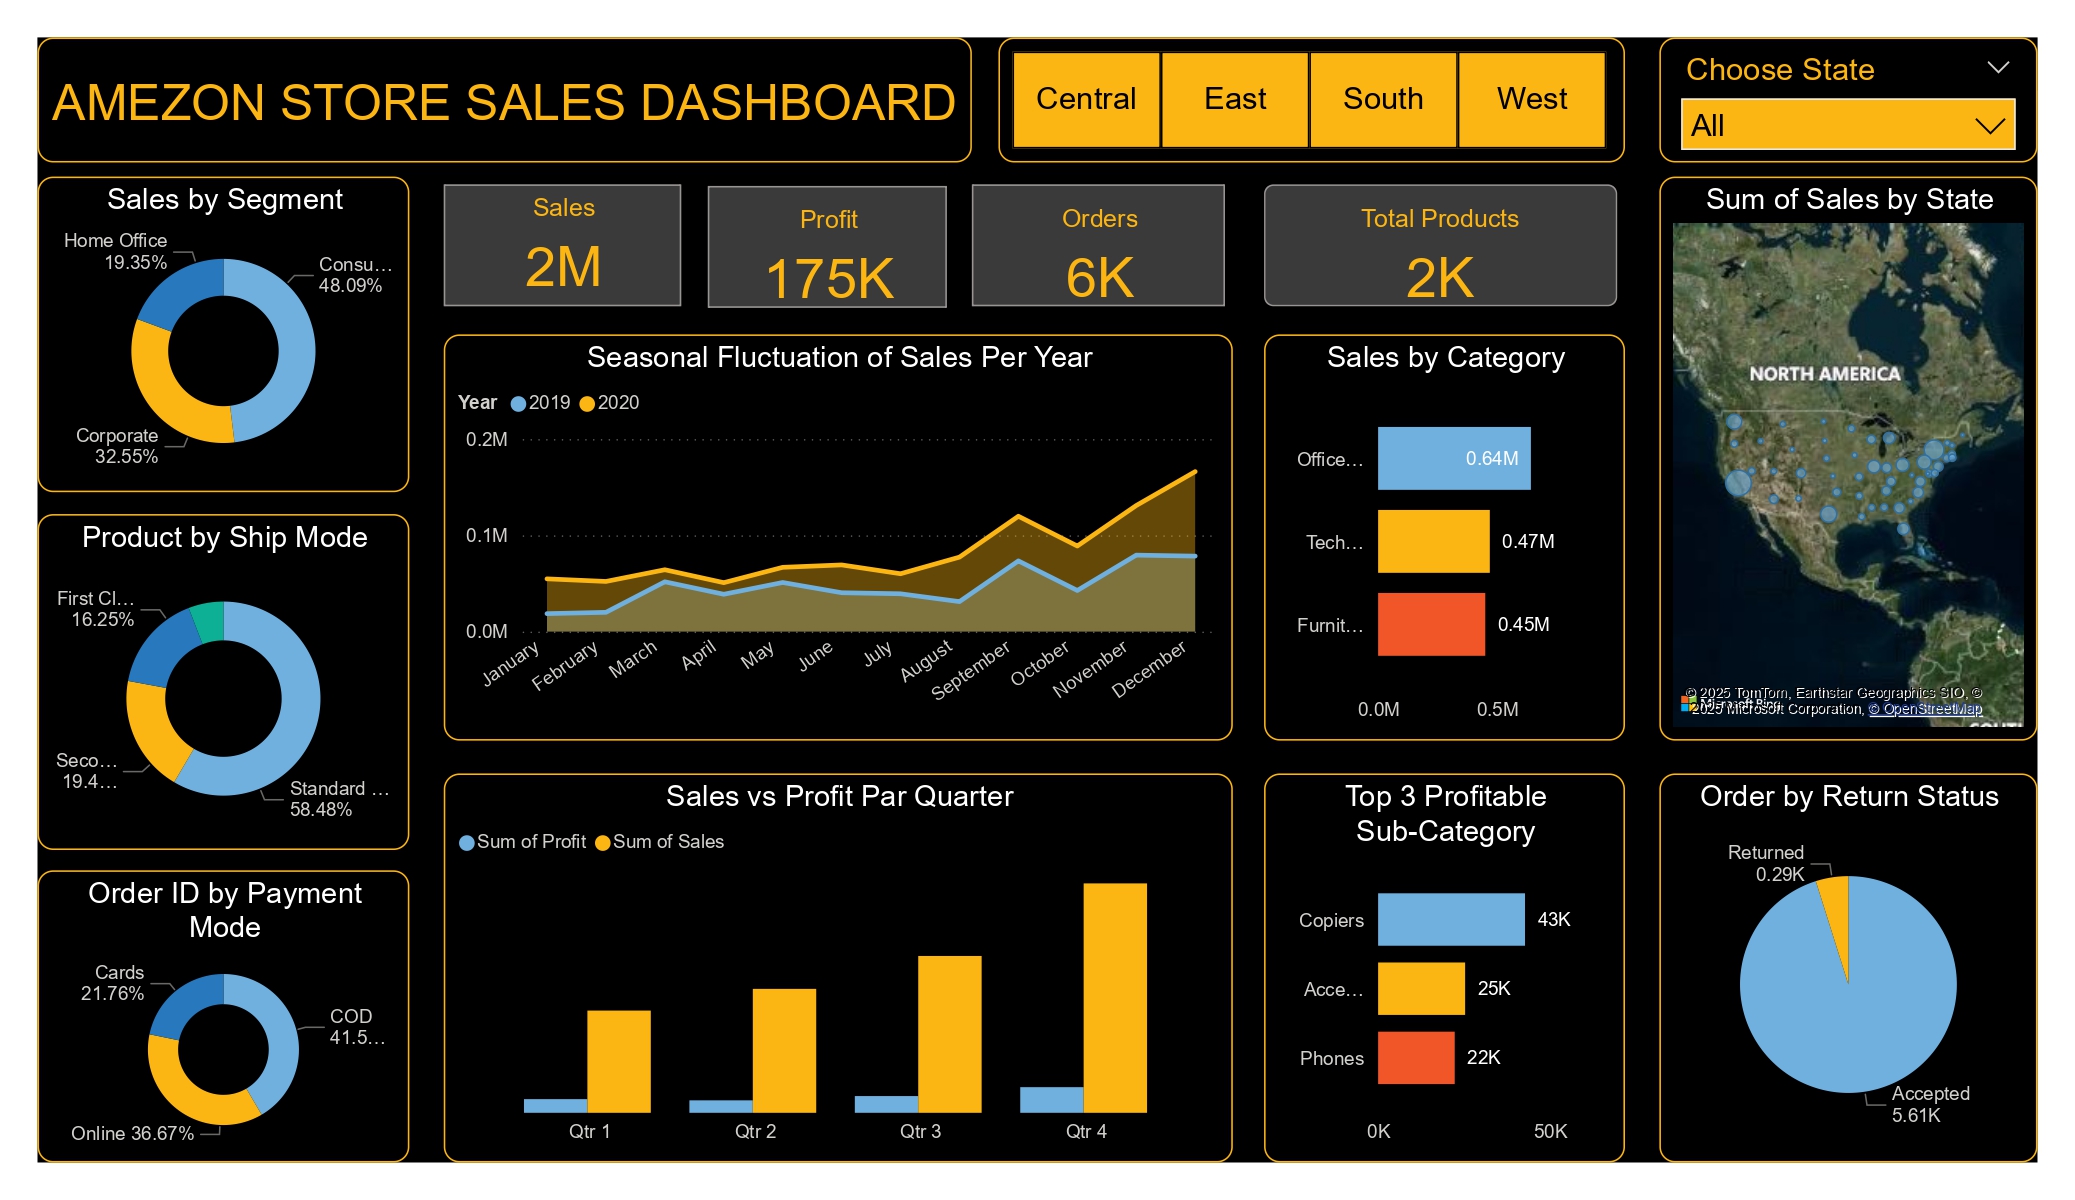 AMEZON STORE SALES DASHBOARD
Central
East
South
West
Choose State
All
Sales by Segment
Home Office
19.35%
Consu...
48.09%
Corporate
32.55%
Sales
2M
Profit
175K
Orders
6K
Total Products
2K
Sum of Sales by State
NORTH AMERICA
© 2025 TomTom, Earthstar Geographics SIO, ©
2025 Microsoft Corporation, © OpenStreetMap
Seasonal Fluctuation of Sales Per Year
Year 2019 2020
0.2M
0.1M
0.0M
January
February
March
April
May
June
July
August
September
October
November
December
Sales by Category
Office...
0.64M
Tech...
0.47M
Furnit...
0.45M
0.0M
0.5M
Product by Ship Mode
First Cl...
16.25%
Seco...
19.4...
Standard ...
58.48%
Order ID by Payment
Mode
Cards
21.76%
COD
41.5...
Online 36.67%
Sales vs Profit Par Quarter
Sum of Profit Sum of Sales
Qtr 1
Qtr 2
Qtr 3
Qtr 4
Top 3 Profitable
Sub-Category
Copiers
43K
Acce...
25K
Phones
22K
0K
50K
Order by Return Status
Returned
0.29K
Accepted
5.61K